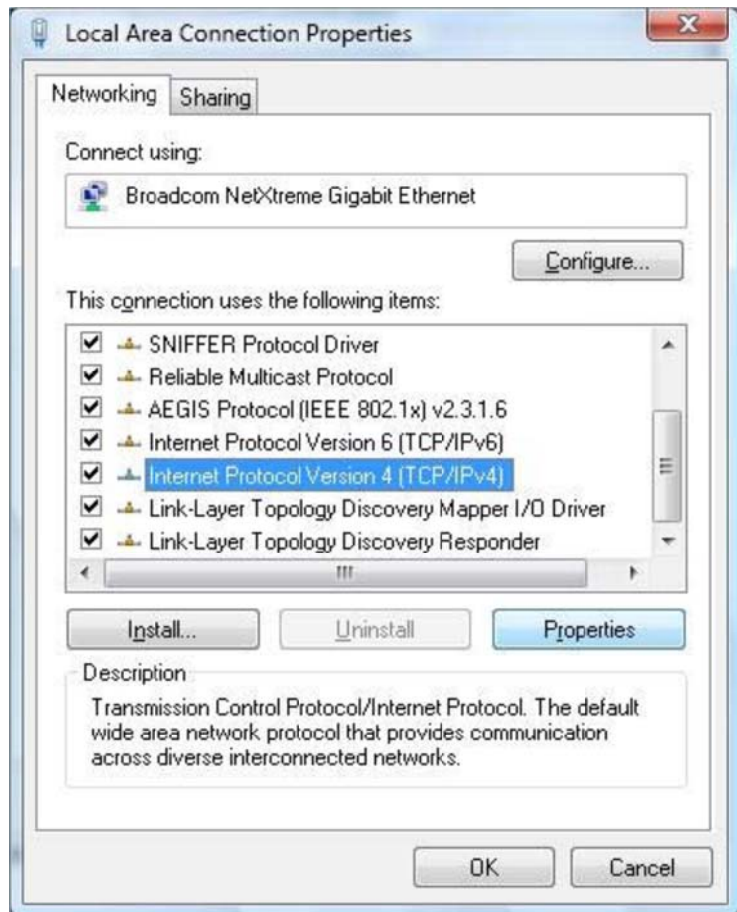 Local Area Connection Properties
Networking
Sharing
Connect using:
Broadcom NetXtreme Gigabit Ethernet
Configure...
This connection uses the following items:
SNIFFER Protocol Driver
Reliable Multicast Protocol
AEGIS Protocol (IEEE 802.1x) v2.3.1.6
Internet Protocol Version 6 (TCP/IPv6)
Internet Protocol Version 4 (TCP/IPv4)
Link-Layer Topology Discovery Mapper I/O Driver
Link-Layer Topology Discovery Responder
Install...
Uninstall
Properties
Description
Transmission Control Protocol/Internet Protocol. The default
wide area network protocol that provides communication
across diverse interconnected networks.
OK
Cancel